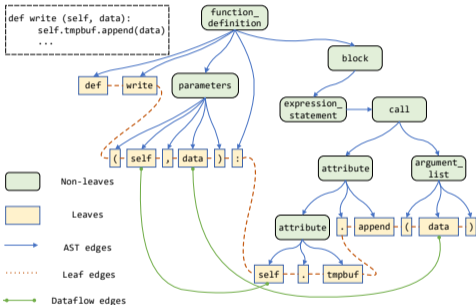 def write (self, data):
self.tmpbuf.append(data)
...
function_
definition
block
def
write
parameters
expression_
statement
call
(
self
,
data
)
:
attribute
argument_
list
Non-leaves
Leaves
attribute
.
append
(
data
)
AST edges
self
.
tmpbuf
Leaf edges
Dataflow edges